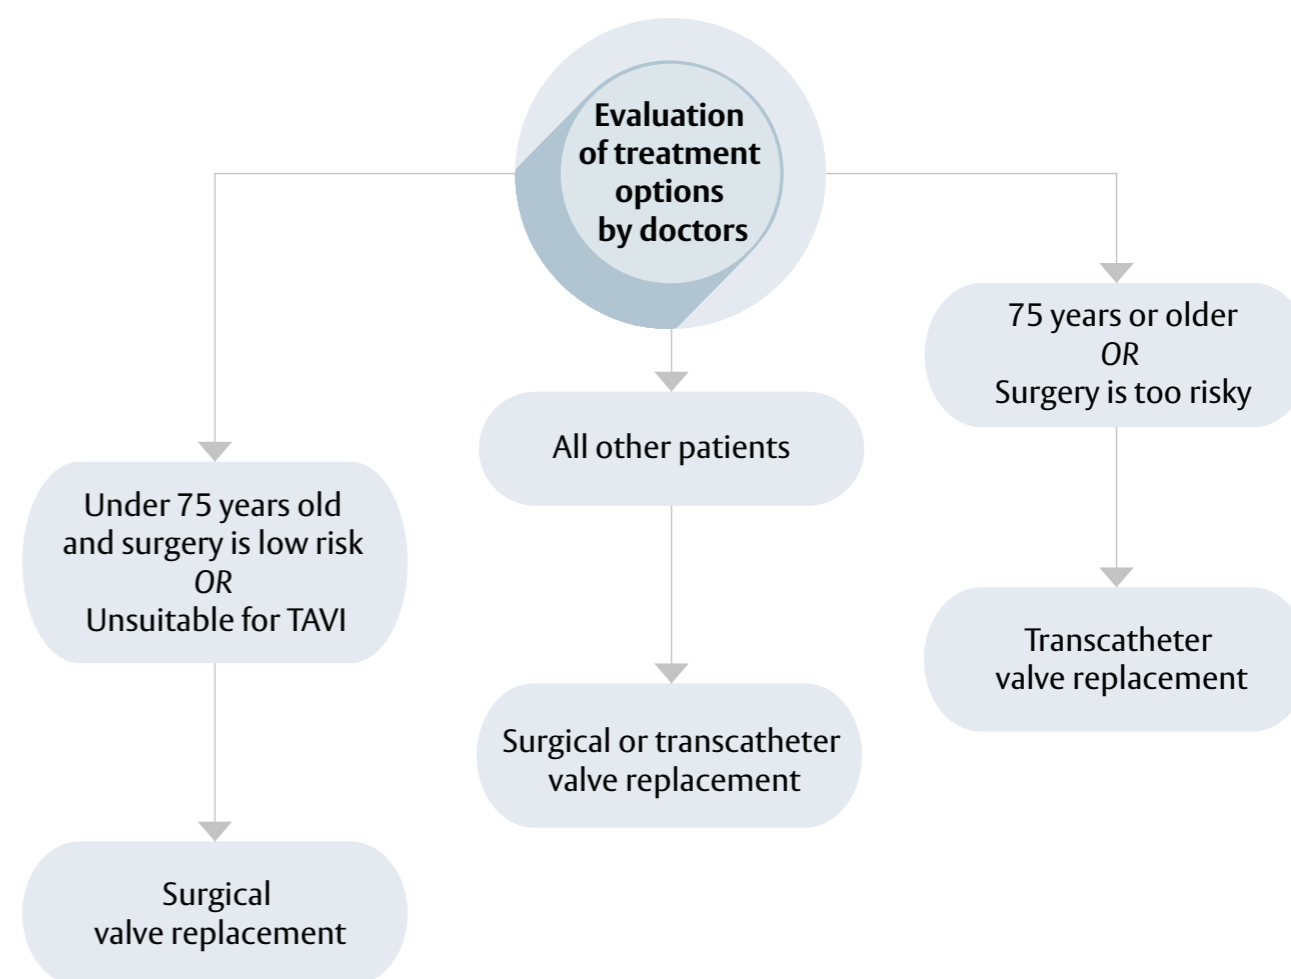 Evaluation
of treatment
options
by doctors
Under 75 years old
and surgery is low risk
OR
Unsuitable for TAVI
Surgical
valve replacement
All other patients
Surgical or transcatheter
valve replacement
75 years or older
OR
Surgery is too risky
Transcatheter
valve replacement